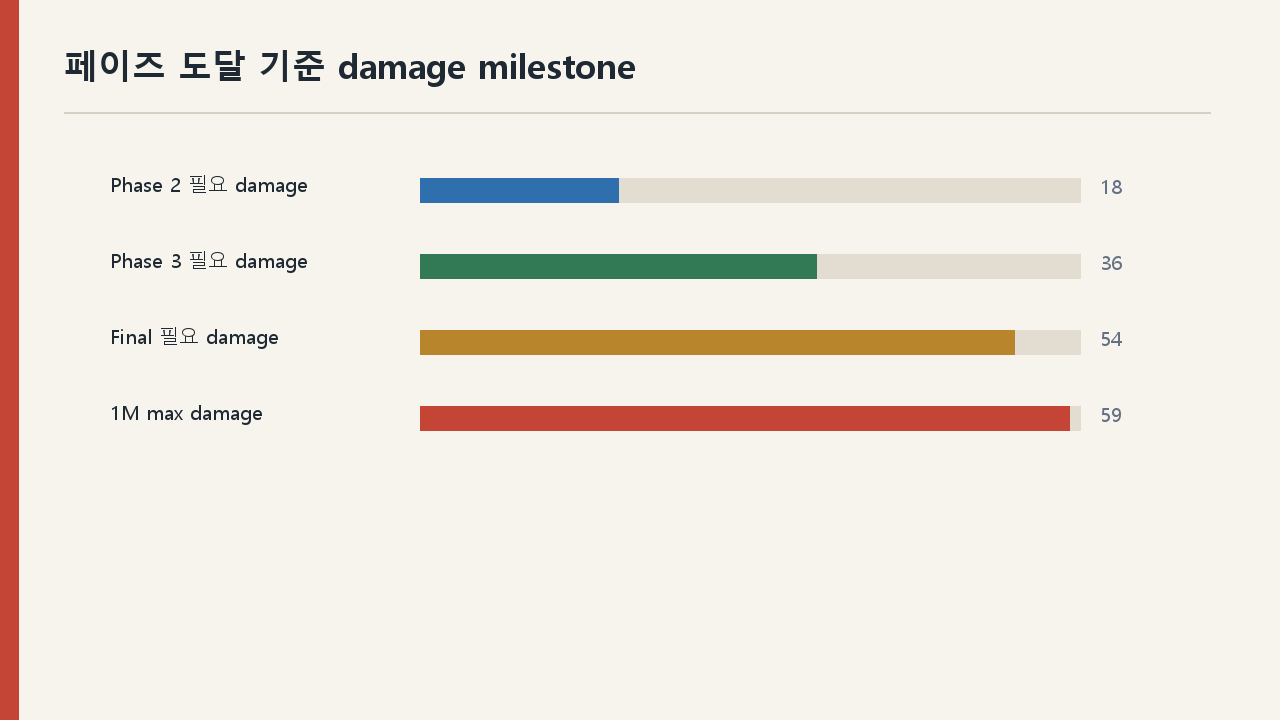 페이즈 도달 기준 damage milestone
Phase 2 필요 damage 18
Phase 3 필요 damage 36
Final 필요 damage 54
1M max damage 59